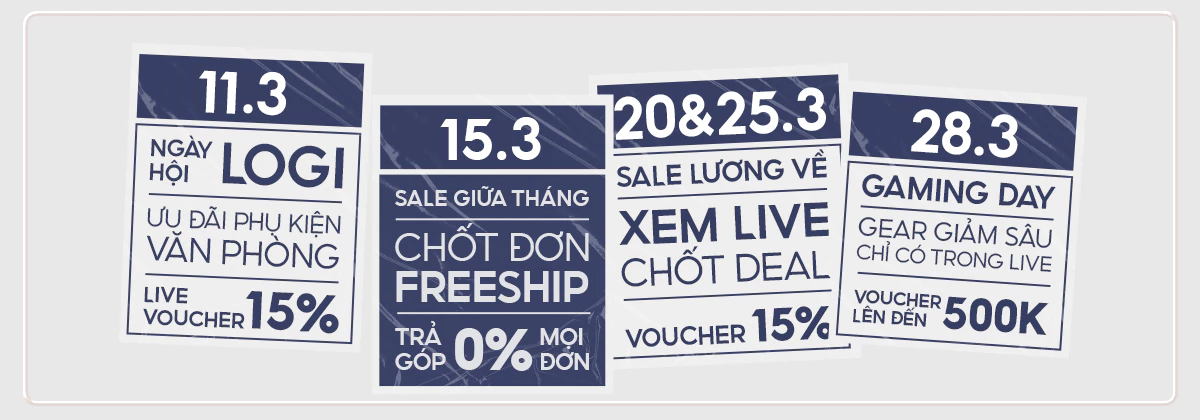 11.3
NGÀY
HỘI
LOGI
ƯU ĐÃI PHỤ KIỆN
VĂN PHÒNG
LIVE
VOUCHER
15%
15.3
SALE GIỮA THÁNG
CHỐT ĐƠN
FREESHIP
TRẢ
GÓP
0%
MỌI
ĐƠN
20&25.3
SALE LƯƠNG VỀ
XEM LIVE
CHỐT DEAL
VOUCHER 15%
28.3
GAMING DAY
GEAR GIẢM SÂU
CHỈ CÓ TRONG LIVE
VOUCHER
LÊN ĐẾN
500K